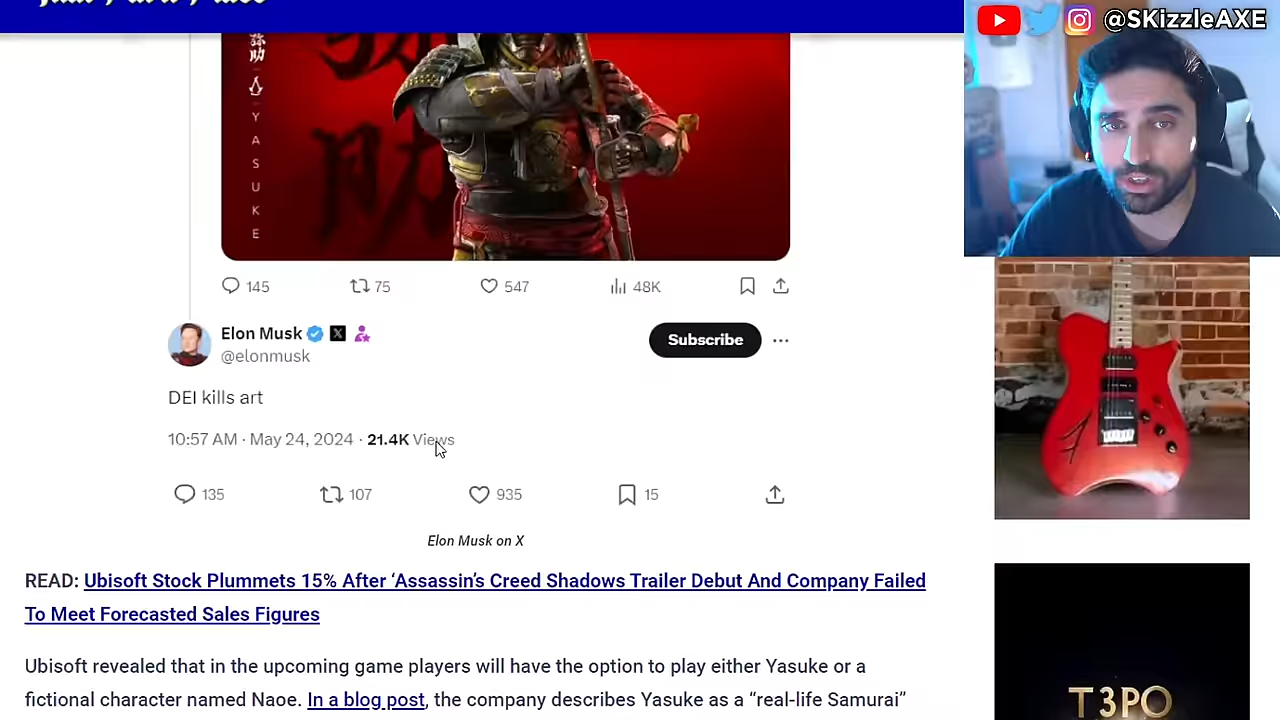 @SKizzleAXE
弥助
YASUKE
145
75
547
48K
Elon Musk
Subscribe
@elonmusk
DEI kills art
10:57 AM · May 24, 2024 · 21.4K Views
135
107
935
15
Elon Musk on X
READ: Ubisoft Stock Plummets 15% After ‘Assassin’s Creed Shadows Trailer Debut And Company Failed
To Meet Forecasted Sales Figures
Ubisoft revealed that in the upcoming game players will have the option to play either Yasuke or a
fictional character named Naoe. In a blog post, the company describes Yasuke as a “real-life Samurai”
T3PO